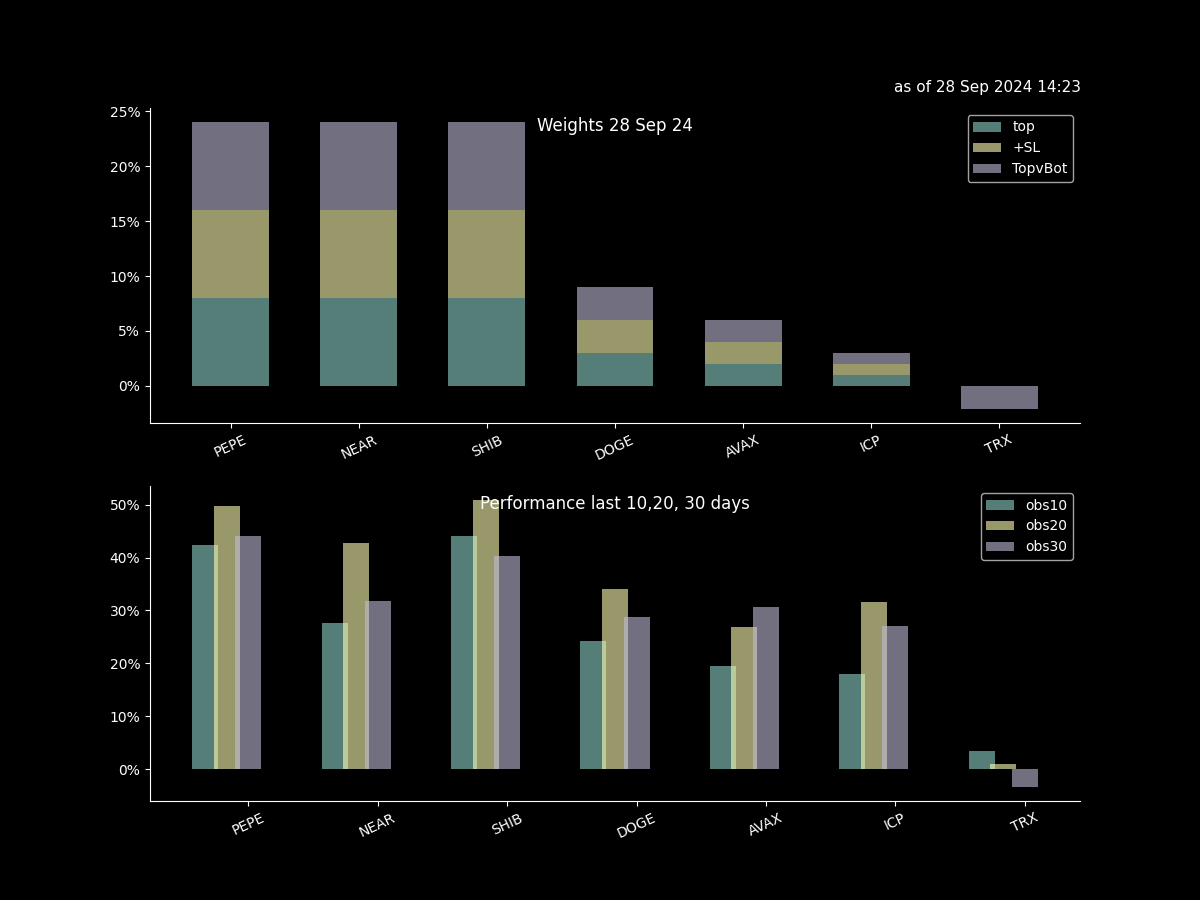 as of 28 Sep 2024 14:23
Weights 28 Sep 24
25%
20%
15%
10%
5%
0%
top
+SL
TopvBot
PEPE NEAR SHIB DOGE AVAX ICP TRX
Performance last 10,20, 30 days
50%
40%
30%
20%
10%
0%
obs10
obs20
obs30
PEPE NEAR SHIB DOGE AVAX ICP TRX